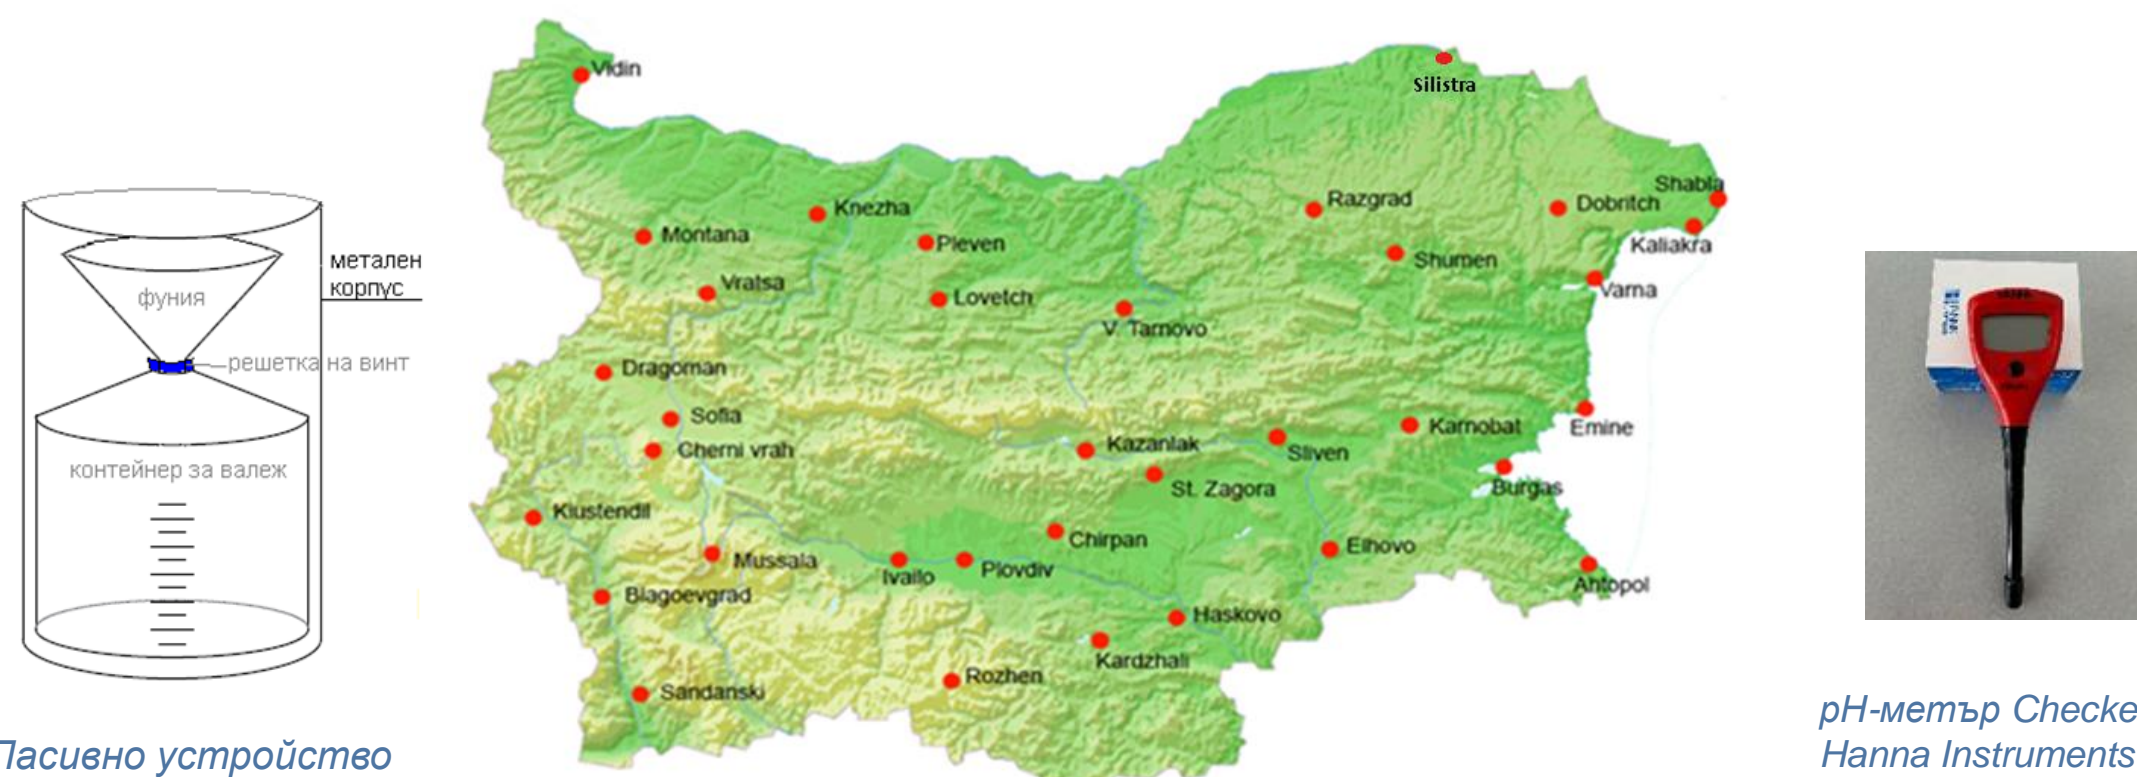 Vidin
Silistra
Shabla
Knezha
Razgrad
Dobritch
Montana
Pleven
Kaliakra
Shumen
Vratsa
Lovetch
Varna
V. Tarnovo
Dragoman
Sofia
Karnobat
Emine
Cherni vrah
Kazanlak
Sliven
St. Zagora
Burgas
Kiustendil
Chirpan
Elhovo
Mussala
Ivailo
Plovdiv
Ahtopol
Blagoevgrad
Haskovo
Kardzhali
Rozhen
Sandanski
метален
корпус
фуния
решетка на винт
контейнер за валеж
Пасивно устройство
pH-метър Checke
Hanna Instruments